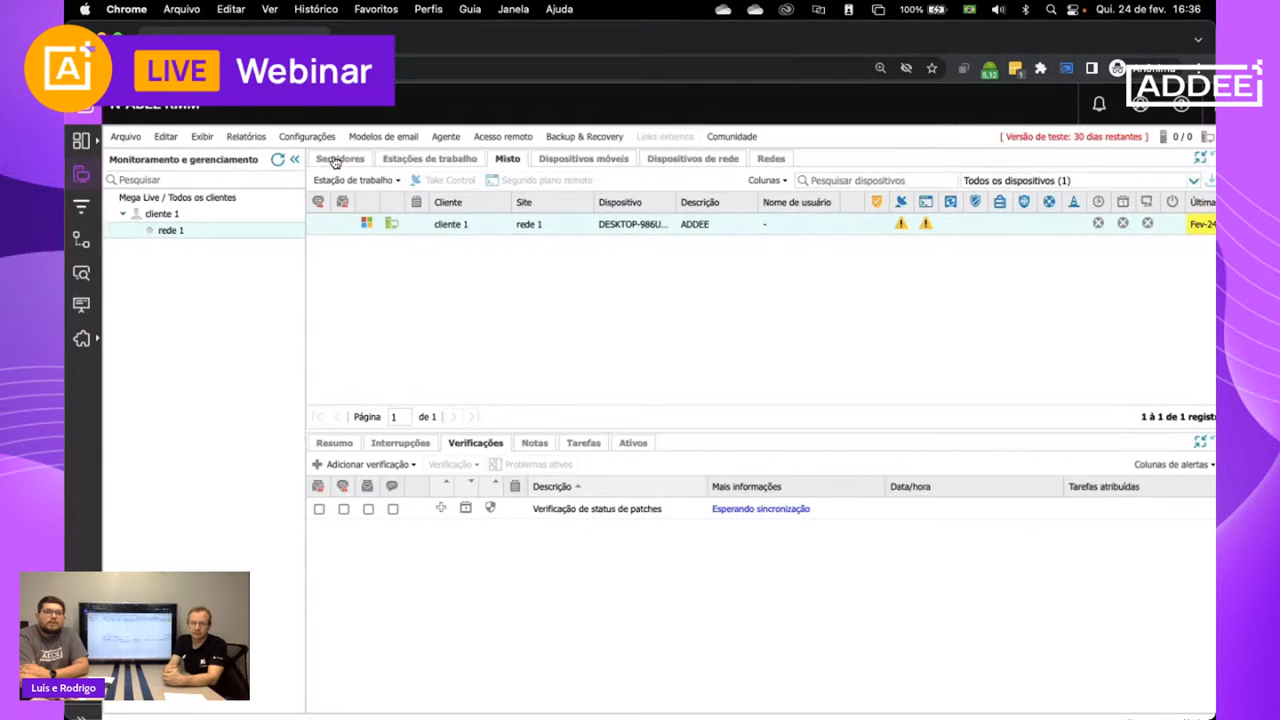 Chrome Arquivo Editar Ver Histórico Favoritos Perfis Guia Janela Ajuda 100% Qui. 24 de fev. 16:36
LIVE Webinar
ADDEE
5,12 1
Arquivo Editar Exibir Relatórios Configurações Modelos de email Agente Acesso remoto Backup & Recovery Links externos Comunidade [ Versão de teste: 30 dias restantes ] 0 / 0
Monitoramento e gerenciamento
Servidores Estações de trabalho Misto Dispositivos móveis Dispositivos de rede Redes
Pesquisar
Estação de trabalho Take Control Segundo plano remoto Colunas Pesquisar dispositivos Todos os dispositivos (1)
Mega Live / Todos os clientes
cliente 1
rede 1
Cliente Site Dispositivo Descrição Nome de usuário Última
cliente 1 rede 1 DESKTOP-986U... ADDEE - Fev-24
Página 1 de 1 1 à 1 de 1 registr
Resumo Interrupções Verificações Notas Tarefas Ativos
Adicionar verificação Verificação Problemas ativos Colunas de alertas
Descrição Mais informações Data/hora Tarefas atribuídas
Verificação de status de patches Esperando sincronização
Luís e Rodrigo